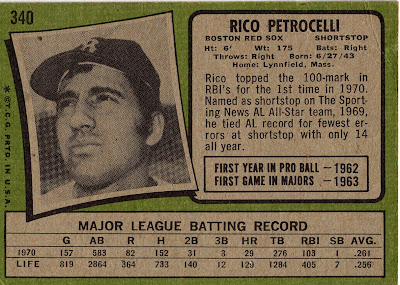 340
RICO PETROCELLI
BOSTON RED SOX SHORTSTOP
Ht: 6' Wt: 175 Bats: Right
Throws: Right Born: 6/27/43
Home: Lynnfield, Mass.
Rico topped the 100-mark in
RBI's for the 1st time in 1970.
Named as shortstop on The Sport-
ing News AL All-Star team, 1969,
he tied AL record for fewest er-
rors at shortstop with only 14
all year.
FIRST YEAR IN PRO BALL - 1962
FIRST GAME IN MAJORS - 1963
* © T.C.G. PRTD. IN U.S.A.
MAJOR LEAGUE BATTING RECORD
G AB R H 2B 3B HR TB RBI SB AVG.
1970 157 583 82 152 31 3 29 276 103 1 .261
LIFE 819 2864 364 733 140 12 129 1284 405 7 .256